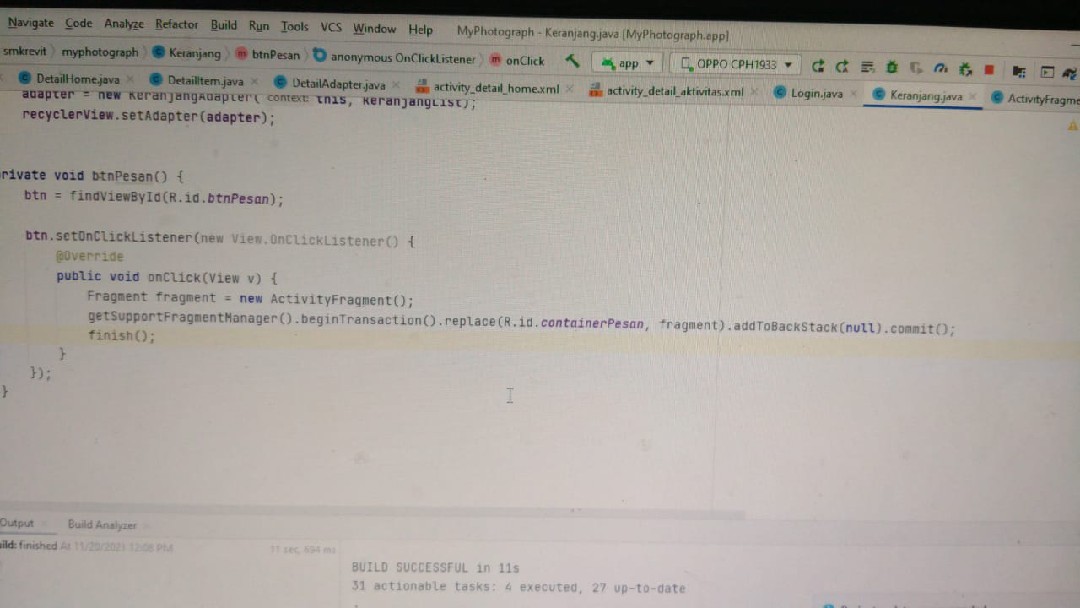 Navigate Code Analyze Refactor Build Run Tools VCS Window Help MyPhotograph - Keranjang.java [MyPhotograph.app]
smkrevit myphotograph Keranjang btnPesan anonymous OnClickListener onClick app OPPO CPH1933
DetailHome.java DetailItem.java DetailAdapter.java activity_detail_home.xml activity_detail_aktivitas.xml Login.java Keranjang.java ActivityFragme
adapter = new KeranjangAdapter( context: this, keranjangList);
recyclerView.setAdapter(adapter);
rivate void btnPesan() {
btn = findViewById(R.id.btnPesan);
btn.setOnClickListener(new View.OnClickListener() {
@Override
public void onClick(View v) {
Fragment fragment = new ActivityFragment();
getSupportFragmentManager().beginTransaction().replace(R.id.containerPesan, fragment).addToBackStack(null).commit();
finish();
}
});
}
Output Build Analyzer
ild: finished At 11/20/2021 12:08 PM 11 sec, 694 ms
BUILD SUCCESSFUL in 11s
31 actionable tasks: 4 executed, 27 up-to-date